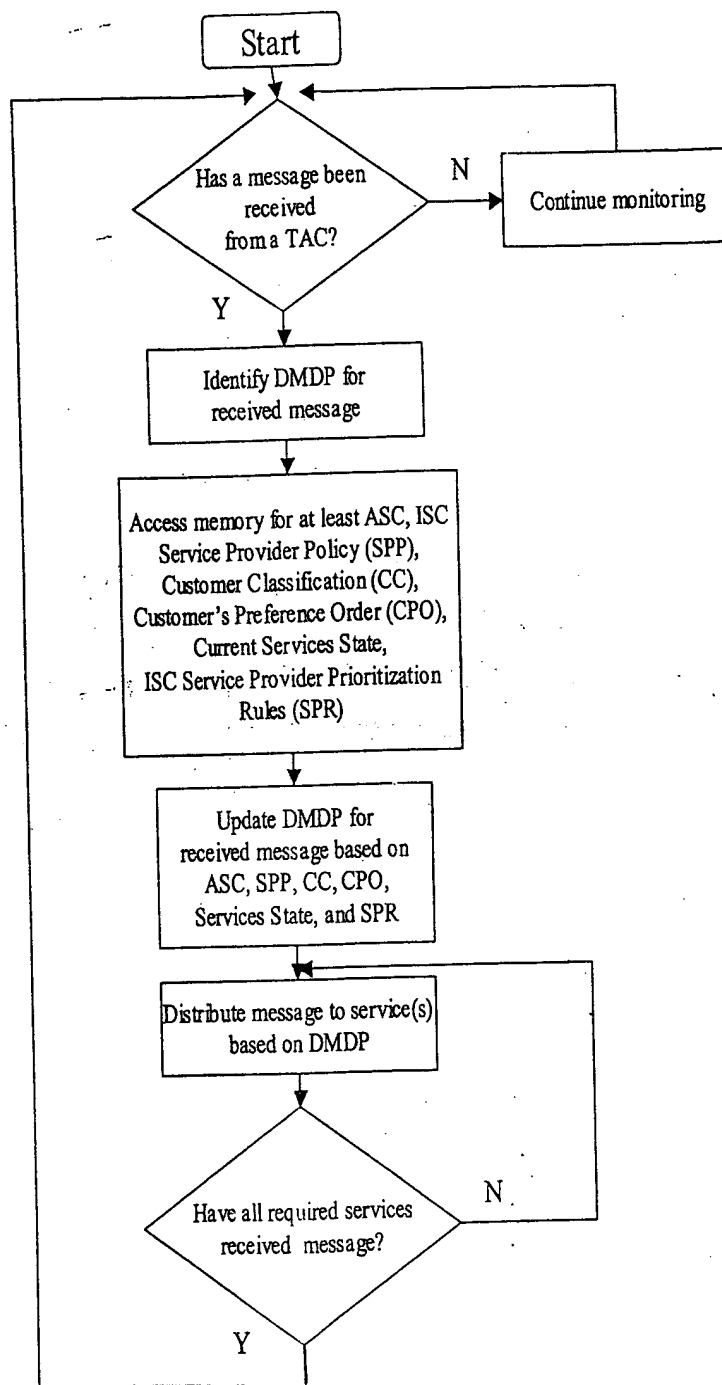 Start
Has a message been
received
from a TAC?
N
Continue monitoring
Y
Identify DMDP for
received message
Access memory for at least ASC, ISC
Service Provider Policy (SPP),
Customer Classification (CC),
Customer's Preference Order (CPO),
Current Services State,
ISC Service Provider Prioritization
Rules (SPR)
Update DMDP for
received message based on
ASC, SPP, CC, CPO,
Services State, and SPR
Distribute message to service(s)
based on DMDP
Have all required services
received message?
N
Y